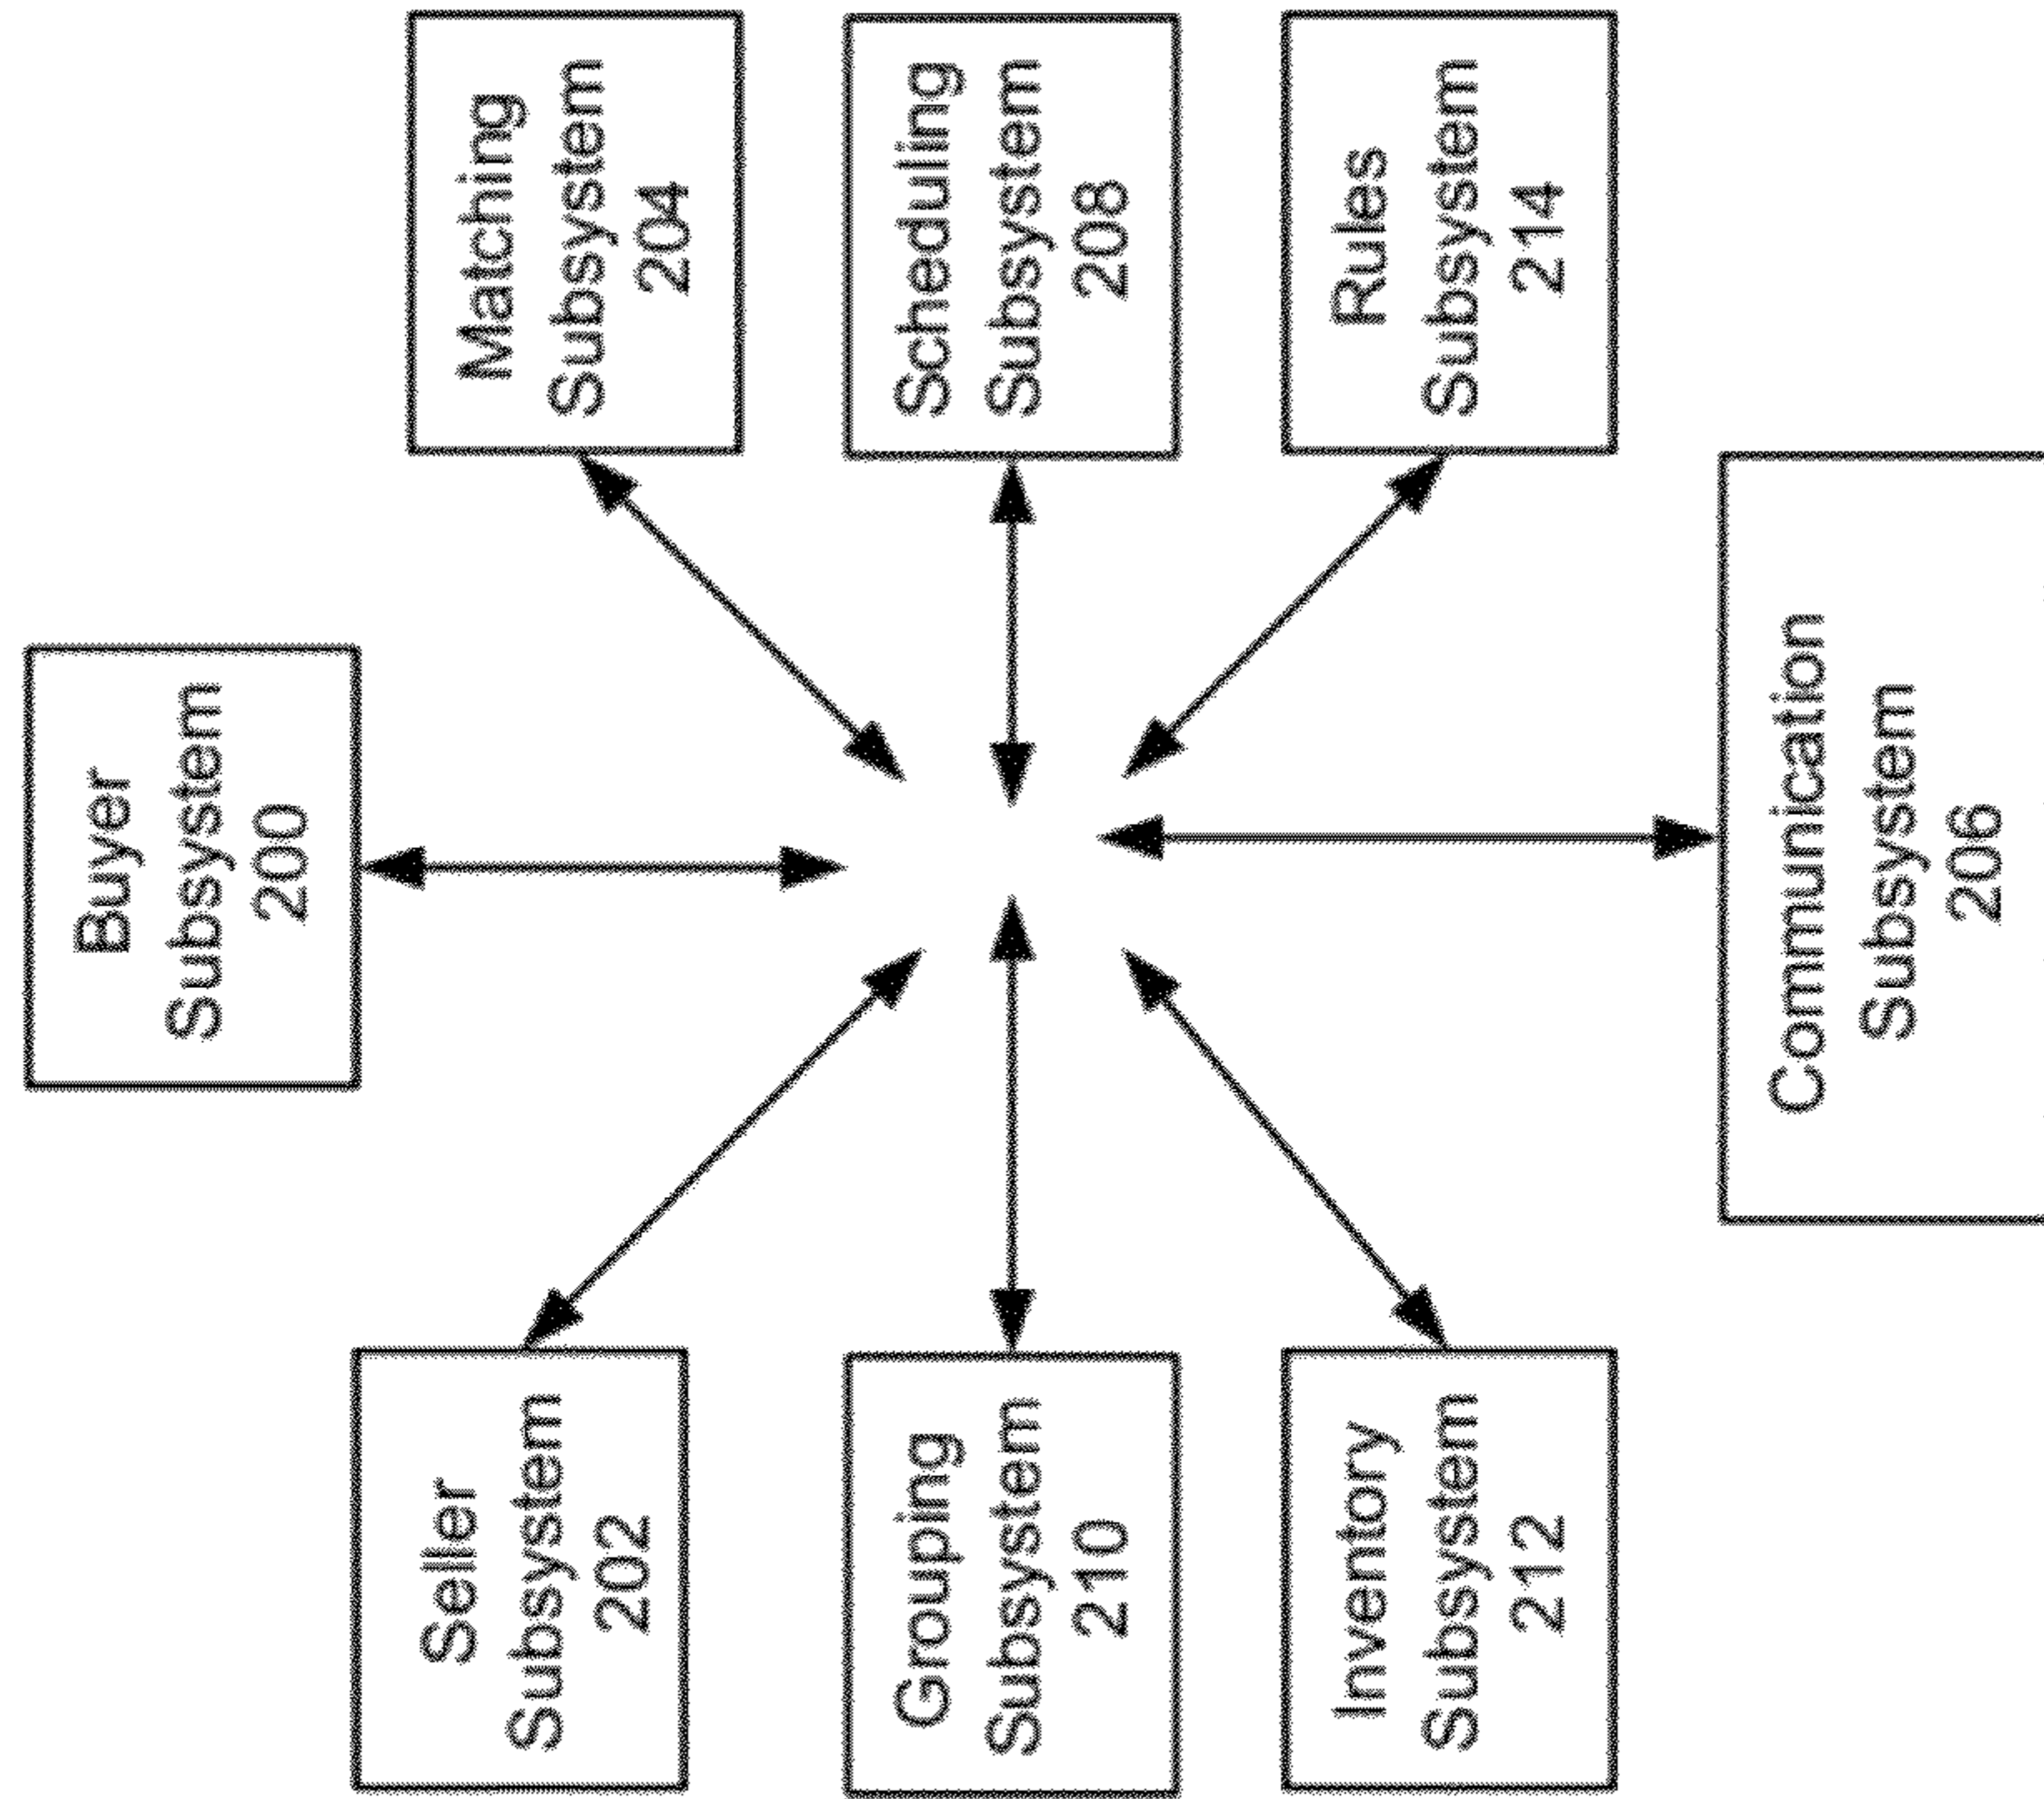 Buyer
Subsystem
200
Seller
Subsystem
202
Matching
Subsystem
204
Grouping
Subsystem
210
Scheduling
Subsystem
208
Inventory
Subsystem
212
Rules
Subsystem
214
Communication
Subsystem
206